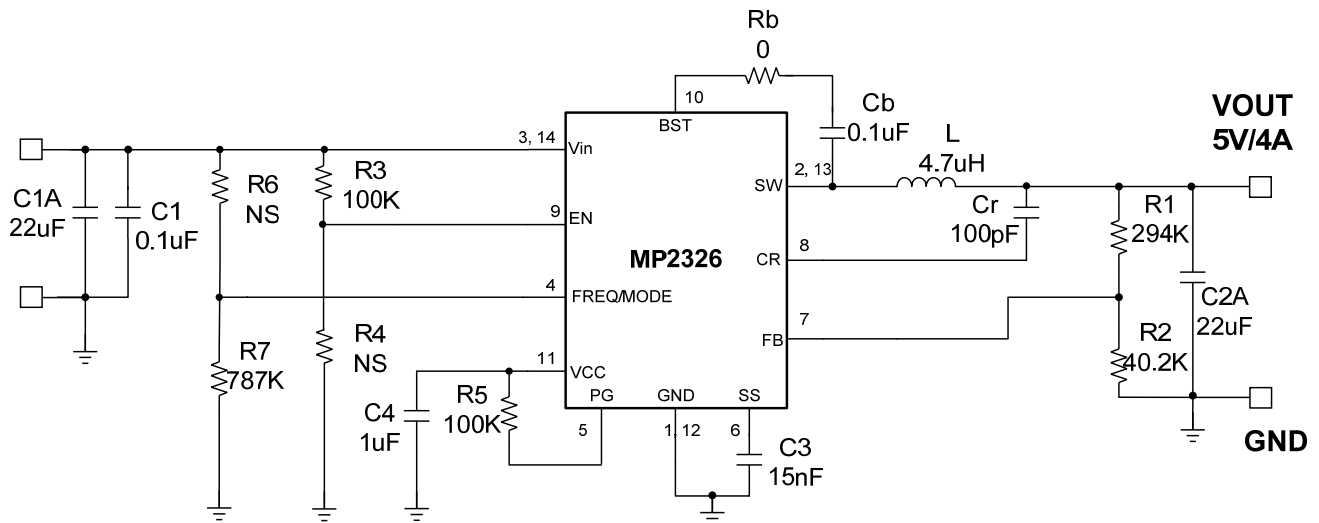 Rb
0
10
BST
Cb
0.1uF
L
4.7uH
VOUT
5V/4A
3, 14
Vin
2, 13
SW
C1A
22uF
C1
0.1uF
R6
NS
R3
100K
9
EN
Cr
100pF
R1
294K
MP2326
8
CR
4
FREQ/MODE
7
FB
C2A
22uF
R7
787K
R4
NS
R2
40.2K
11
VCC
PG
GND
SS
C4
1uF
R5
100K
5
1, 12
6
C3
15nF
GND